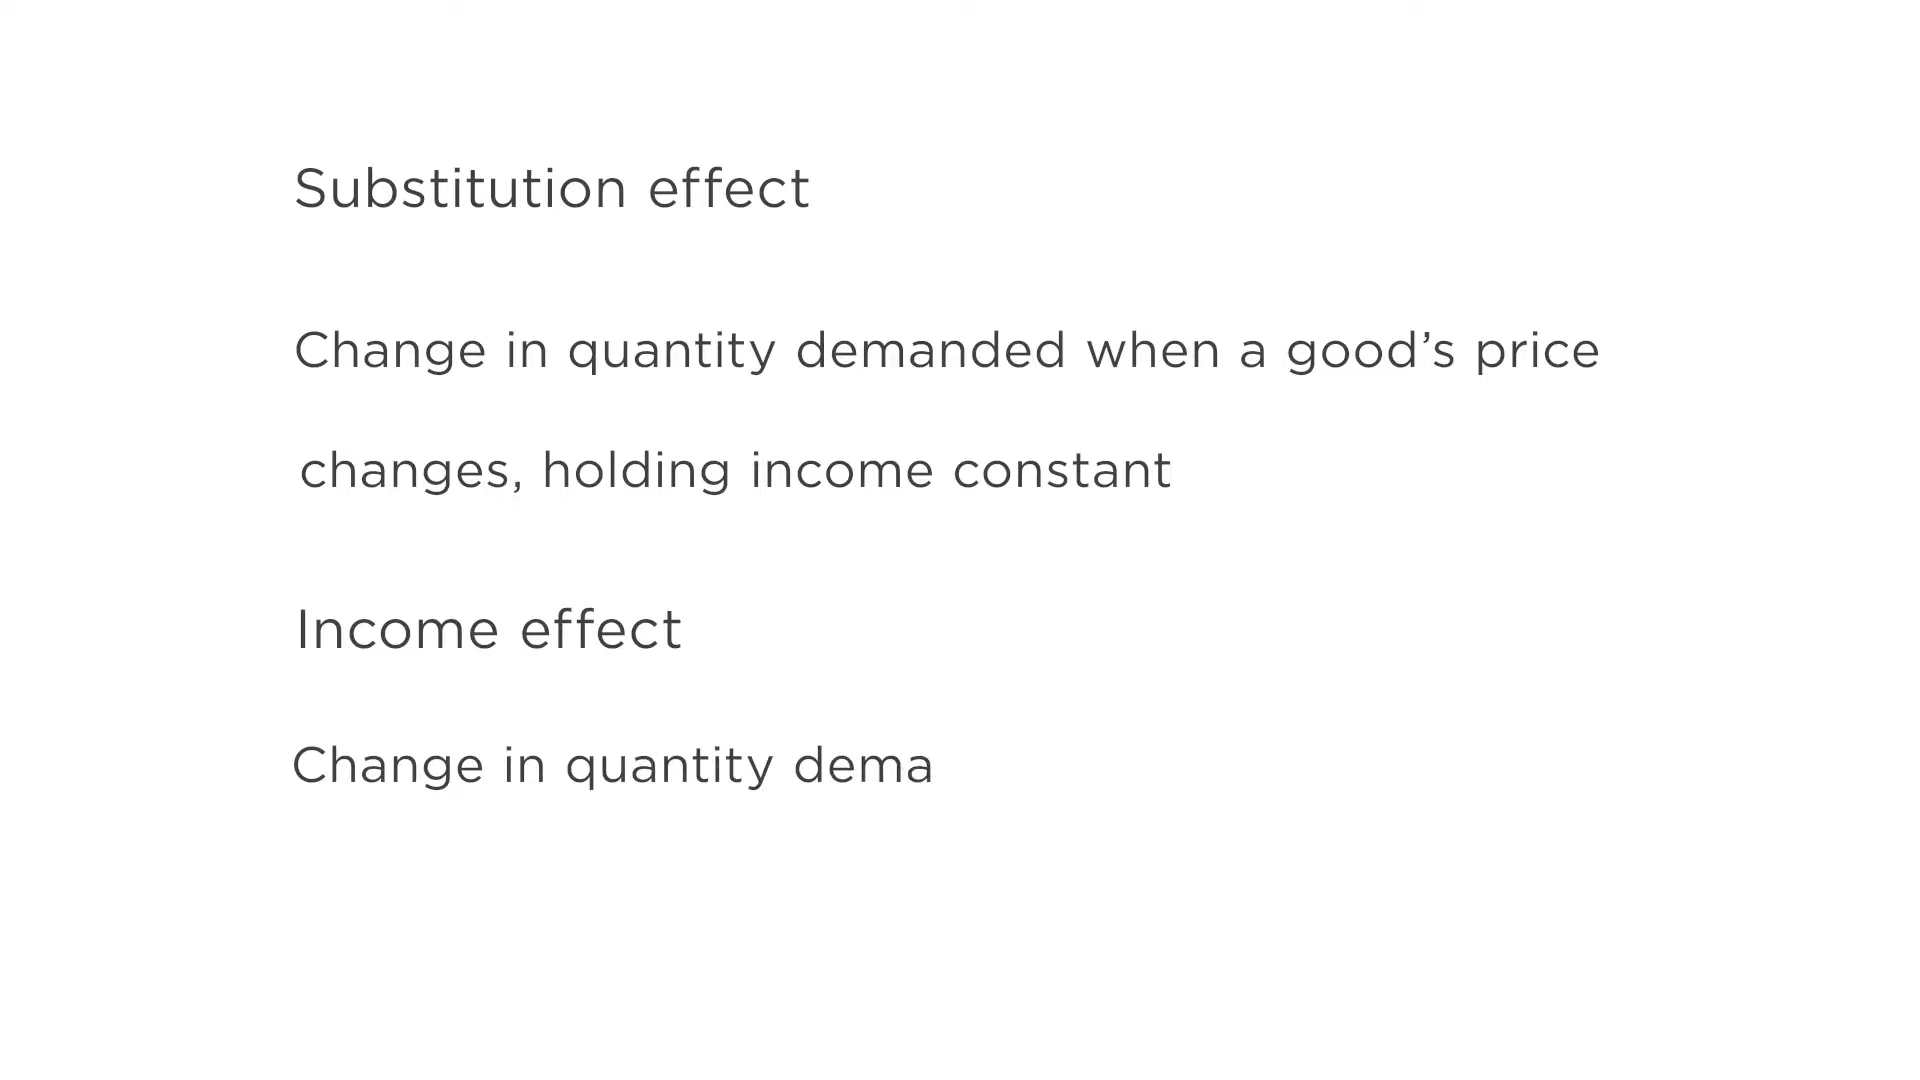 Substitution effect
Change in quantity demanded when a good’s price
changes, holding income constant
Income effect
Change in quantity dema